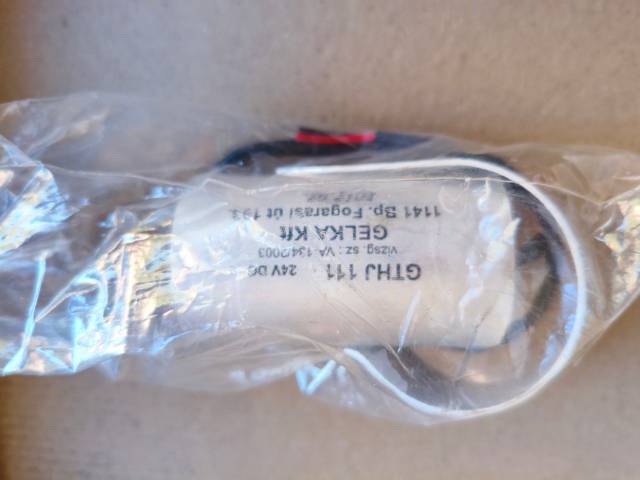 GTHJ 111 24V DC
vizsg. sz.: VA-134/2003
GELKA Kft
1141 Bp. Fogarasi út 193.